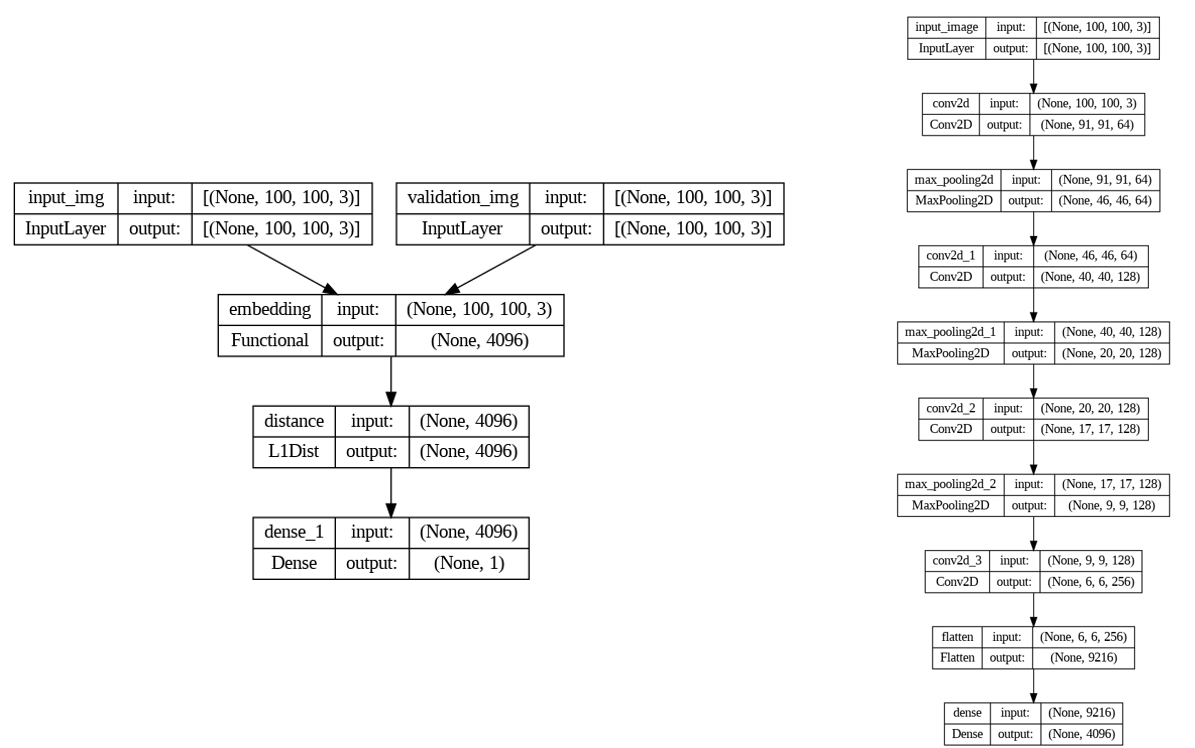 input_img input: [(None, 100, 100, 3)]
InputLayer output: [(None, 100, 100, 3)]
validation_img input: [(None, 100, 100, 3)]
InputLayer output: [(None, 100, 100, 3)]
embedding input: (None, 100, 100, 3)
Functional output: (None, 4096)
distance input: (None, 4096)
L1Dist output: (None, 4096)
dense_1 input: (None, 4096)
Dense output: (None, 1)
input_image input: [(None, 100, 100, 3)]
InputLayer output: [(None, 100, 100, 3)]
conv2d input: (None, 100, 100, 3)
Conv2D output: (None, 91, 91, 64)
max_pooling2d input: (None, 91, 91, 64)
MaxPooling2D output: (None, 46, 46, 64)
conv2d_1 input: (None, 46, 46, 64)
Conv2D output: (None, 40, 40, 128)
max_pooling2d_1 input: (None, 40, 40, 128)
MaxPooling2D output: (None, 20, 20, 128)
conv2d_2 input: (None, 20, 20, 128)
Conv2D output: (None, 17, 17, 128)
max_pooling2d_2 input: (None, 17, 17, 128)
MaxPooling2D output: (None, 9, 9, 128)
conv2d_3 input: (None, 9, 9, 128)
Conv2D output: (None, 6, 6, 256)
flatten input: (None, 6, 6, 256)
Flatten output: (None, 9216)
dense input: (None, 9216)
Dense output: (None, 4096)